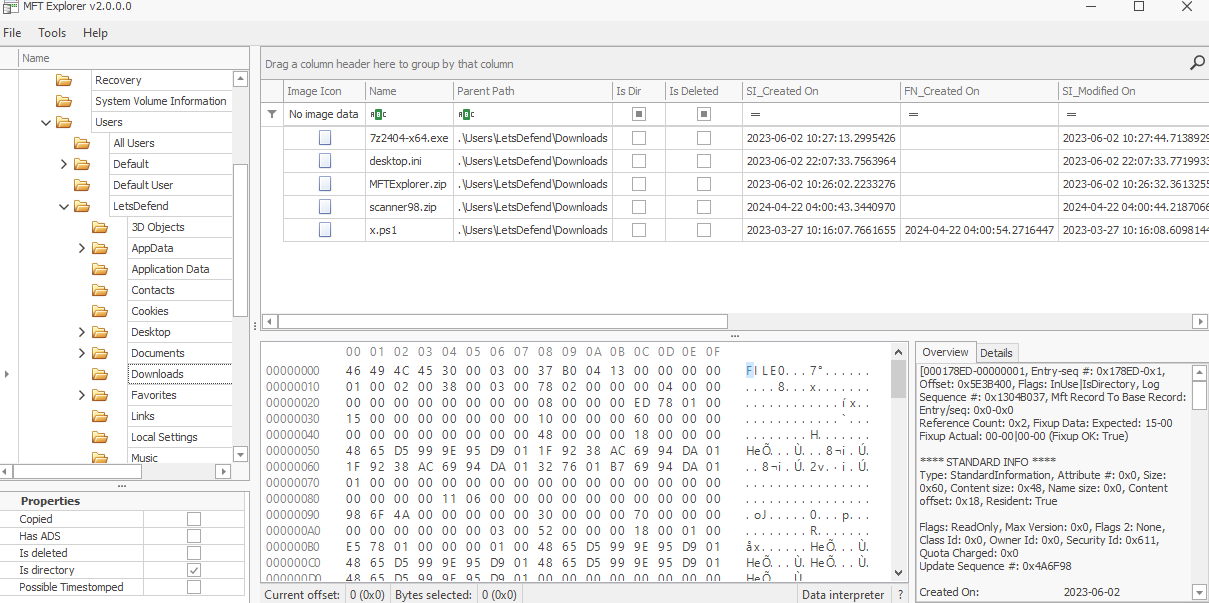 MFT Explorer v2.0.0.0
File Tools Help
Name
Recovery
System Volume Information
Users
All Users
Default
Default User
LetsDefend
3D Objects
AppData
Application Data
Contacts
Cookies
Desktop
Documents
Downloads
Favorites
Links
Local Settings
Music
Properties
Copied
Has ADS
Is deleted
Is directory
Possible Timestomped
Drag a column header here to group by that column
Image Icon Name Parent Path Is Dir Is Deleted SI_Created On FN_Created On SI_Modified On
No image data = = =
7z2404-x64.exe .\Users\LetsDefend\Downloads 2023-06-02 10:27:13.2995426 2023-06-02 10:27:44.7138929
desktop.ini .\Users\LetsDefend\Downloads 2023-06-02 22:07:33.7563964 2023-06-02 22:07:33.7719933
MFTExplorer.zip .\Users\LetsDefend\Downloads 2023-06-02 10:26:02.2233276 2023-06-02 10:26:32.3613255
scanner98.zip .\Users\LetsDefend\Downloads 2024-04-22 04:00:43.3440970 2024-04-22 04:00:44.2187066
x.ps1 .\Users\LetsDefend\Downloads 2023-03-27 10:16:07.7661655 2024-04-22 04:00:54.2716447 2023-03-27 10:16:08.6098144
00 01 02 03 04 05 06 07 08 09 0A 0B 0C 0D 0E 0F
00000000 46 49 4C 45 30 00 03 00 37 B0 04 13 00 00 00 00 FILE0...7°......
00000010 01 00 02 00 38 00 03 00 78 02 00 00 00 04 00 00 ....8...x.......
00000020 00 00 00 00 00 00 00 00 08 00 00 00 ED 78 01 00 ............íx..
00000030 15 00 00 00 00 00 00 00 10 00 00 00 60 00 00 00 ............`...
00000040 00 00 00 00 00 00 00 00 48 00 00 00 18 00 00 00 ........H.......
00000050 48 65 D5 99 9E 95 D9 01 1F 92 38 AC 69 94 DA 01 HeÕ...Ù...8¬i.Ú.
00000060 1F 92 38 AC 69 94 DA 01 32 76 01 B7 69 94 DA 01 ..8¬i.Ú.2v.·i.Ú.
00000070 01 00 00 00 00 00 00 00 00 00 00 00 00 00 00 00 ................
00000080 00 00 00 00 11 06 00 00 00 00 00 00 00 00 00 00 ................
00000090 98 6F 4A 00 00 00 00 00 30 00 00 00 70 00 00 00 .oJ.....0...p...
000000A0 00 00 00 00 00 00 03 00 52 00 00 00 18 00 01 00 ........R.......
000000B0 E5 78 01 00 00 00 01 00 48 65 D5 99 9E 95 D9 01 åx......HeÕ...Ù.
000000C0 48 65 D5 99 9E 95 D9 01 48 65 D5 99 9E 95 D9 01 HeÕ...Ù.HeÕ...Ù.
000000D0 48 65 D5 99 9E 95 D9 01 00 00 00 00 00 00 00 00 HeÕ...Ù.
Current offset: 0 (0x0) Bytes selected: 0 (0x0) Data interpreter ?
Overview Details
[000178ED-00000001, Entry-seq #: 0x178ED-0x1,
Offset: 0x5E3B400, Flags: InUse|IsDirectory, Log
Sequence #: 0x1304B037, Mft Record To Base Record:
Entry/seq: 0x0-0x0
Reference Count: 0x2, Fixup Data: Expected: 15-00
Fixup Actual: 00-00|00-00 (Fixup OK: True)
**** STANDARD INFO ****
Type: StandardInformation, Attribute #: 0x0, Size:
0x60, Content size: 0x48, Name size: 0x0, Content
offset: 0x18, Resident: True
Flags: ReadOnly, Max Version: 0x0, Flags 2: None,
Class Id: 0x0, Owner Id: 0x0, Security Id: 0x611,
Quota Charged: 0x0
Update Sequence #: 0x4A6F98
Created On: 2023-06-02